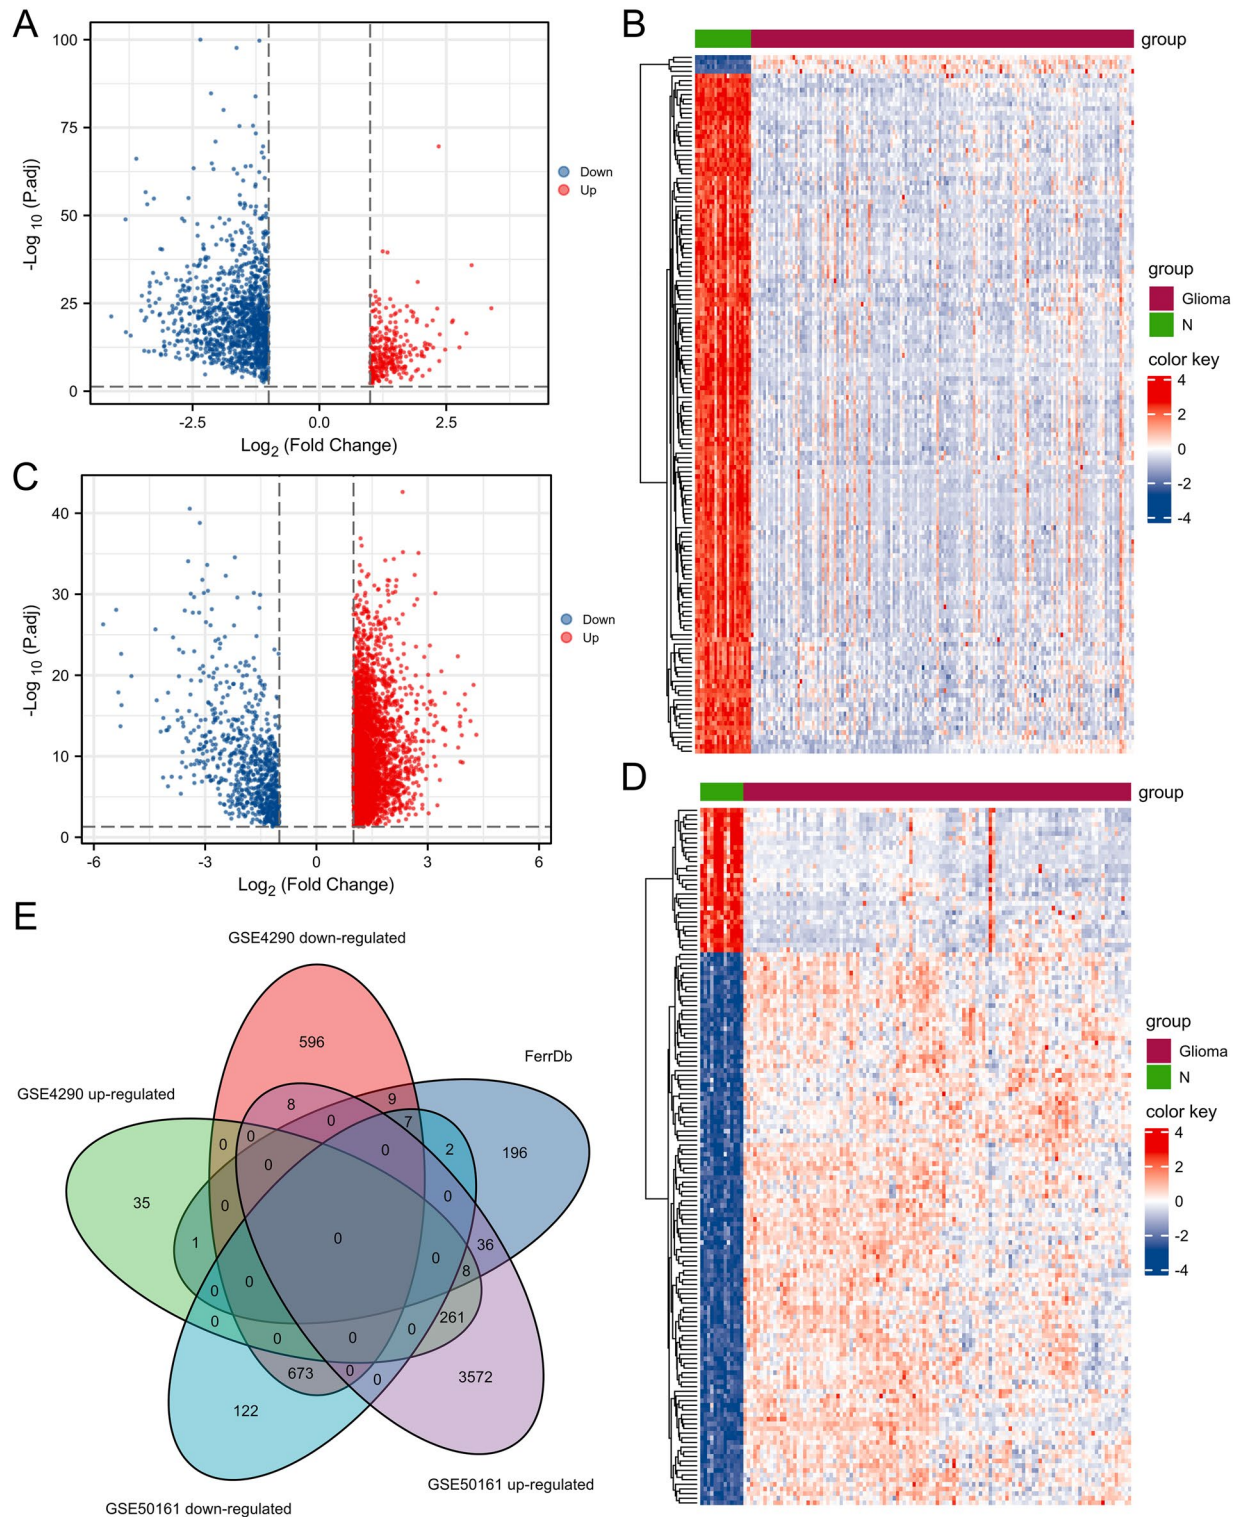 A
100
75
50
25
0
-Log 10 (P.adj)
-2.5
0.0
2.5
Log2 (Fold Change)
Down
Up
B
group
group
Glioma
N
color key
4
2
0
-2
-4
C
40
30
20
10
0
-Log 10 (P.adj)
-6
-3
0
3
6
Log2 (Fold Change)
Down
Up
D
group
group
Glioma
N
color key
4
2
0
-2
-4
E
GSE4290 down-regulated
596
FerrDb
GSE4290 up-regulated
8
9
0
7
0
0
0
2
196
0
0
35
0
0
1
0
36
0
8
0
0
0
261
0
0
0
673
0
0
3572
122
GSE50161 up-regulated
GSE50161 down-regulated